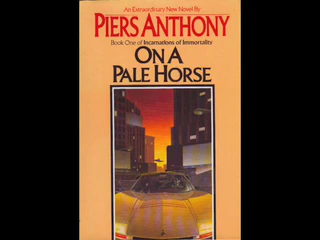 An Extraordinary New Novel By
PIERS ANTHONY
Book One of Incarnations of Immortality
ON A
PALE HORSE